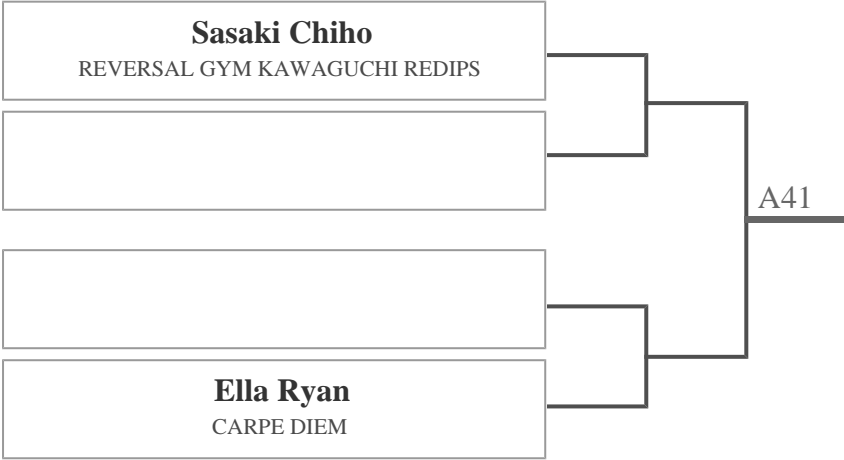 Sasaki Chiho
REVERSAL GYM KAWAGUCHI REDIPS
A41
Ella Ryan
CARPE DIEM